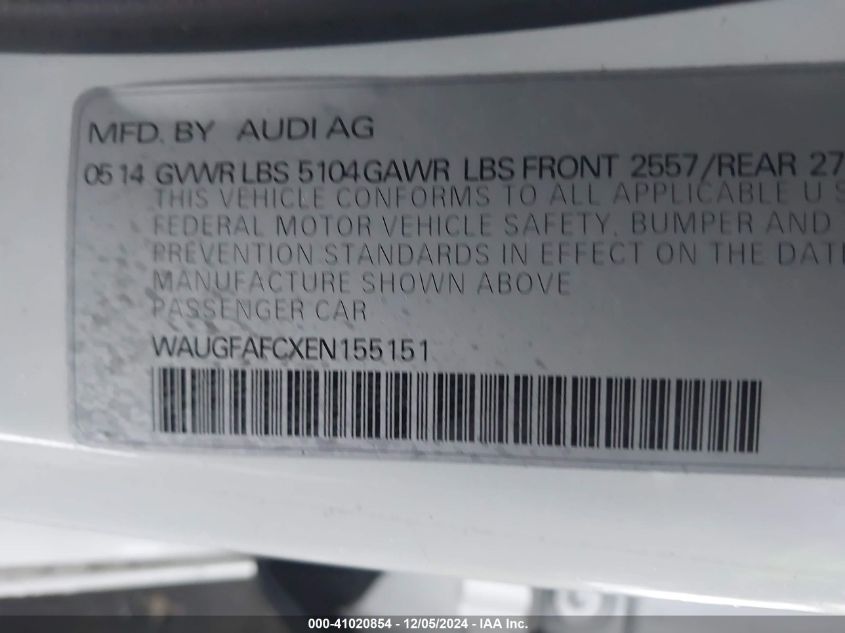 MFD. BY AUDI AG
05 14 GVWR LBS 5104 GAWR LBS FRONT 2557/REAR 27
THIS VEHICLE CONFORMS TO ALL APPLICABLE U S
FEDERAL MOTOR VEHICLE SAFETY, BUMPER AND
PREVENTION STANDARDS IN EFFECT ON THE DATE
MANUFACTURE SHOWN ABOVE
PASSENGER CAR
WAUGFAFCXEN155151
000-41020854 - 12/05/2024 - IAA Inc.